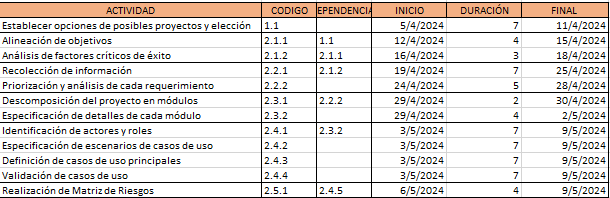 ACTIVIDAD CODIGO EPENDENCIA INICIO DURACIÓN FINAL
Establecer opciones de posibles proyectos y elección 1.1 5/4/2024 7 11/4/2024
Alineación de objetivos 2.1.1 1.1 12/4/2024 4 15/4/2024
Análisis de factores críticos de éxito 2.1.2 2.1.1 16/4/2024 3 18/4/2024
Recolección de información 2.2.1 2.1.2 19/4/2024 7 25/4/2024
Priorización y análisis de cada requerimiento 2.2.2 24/4/2024 5 28/4/2024
Descomposición del proyecto en módulos 2.3.1 2.2.2 29/4/2024 2 30/4/2024
Especificación de detalles de cada módulo 2.3.2 29/4/2024 4 2/5/2024
Identificación de actores y roles 2.4.1 2.3.2 3/5/2024 7 9/5/2024
Especificación de escenarios de casos de uso 2.4.2 3/5/2024 7 9/5/2024
Definición de casos de uso principales 2.4.3 3/5/2024 7 9/5/2024
Validación de casos de uso 2.4.4 3/5/2024 7 9/5/2024
Realización de Matriz de Riesgos 2.5.1 2.4.5 6/5/2024 4 9/5/2024